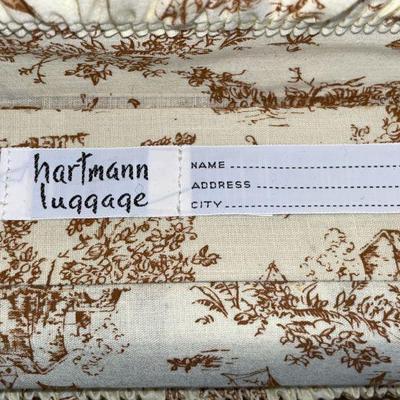 hartmann
luggage
NAME
ADDRESS
CITY